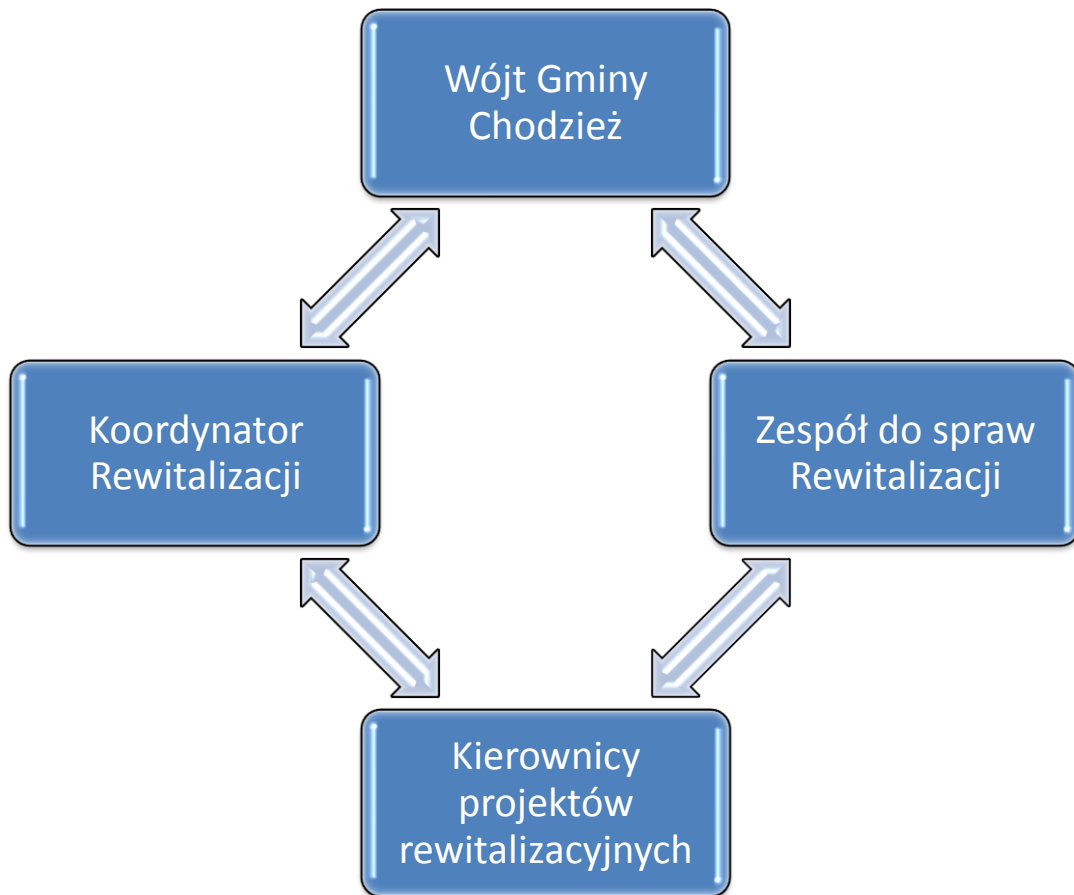 Wójt Gminy
Chodzież
Koordynator
Rewitalizacji
Zespół do spraw
Rewitalizacji
Kierownicy
projektów
rewitalizacyjnych